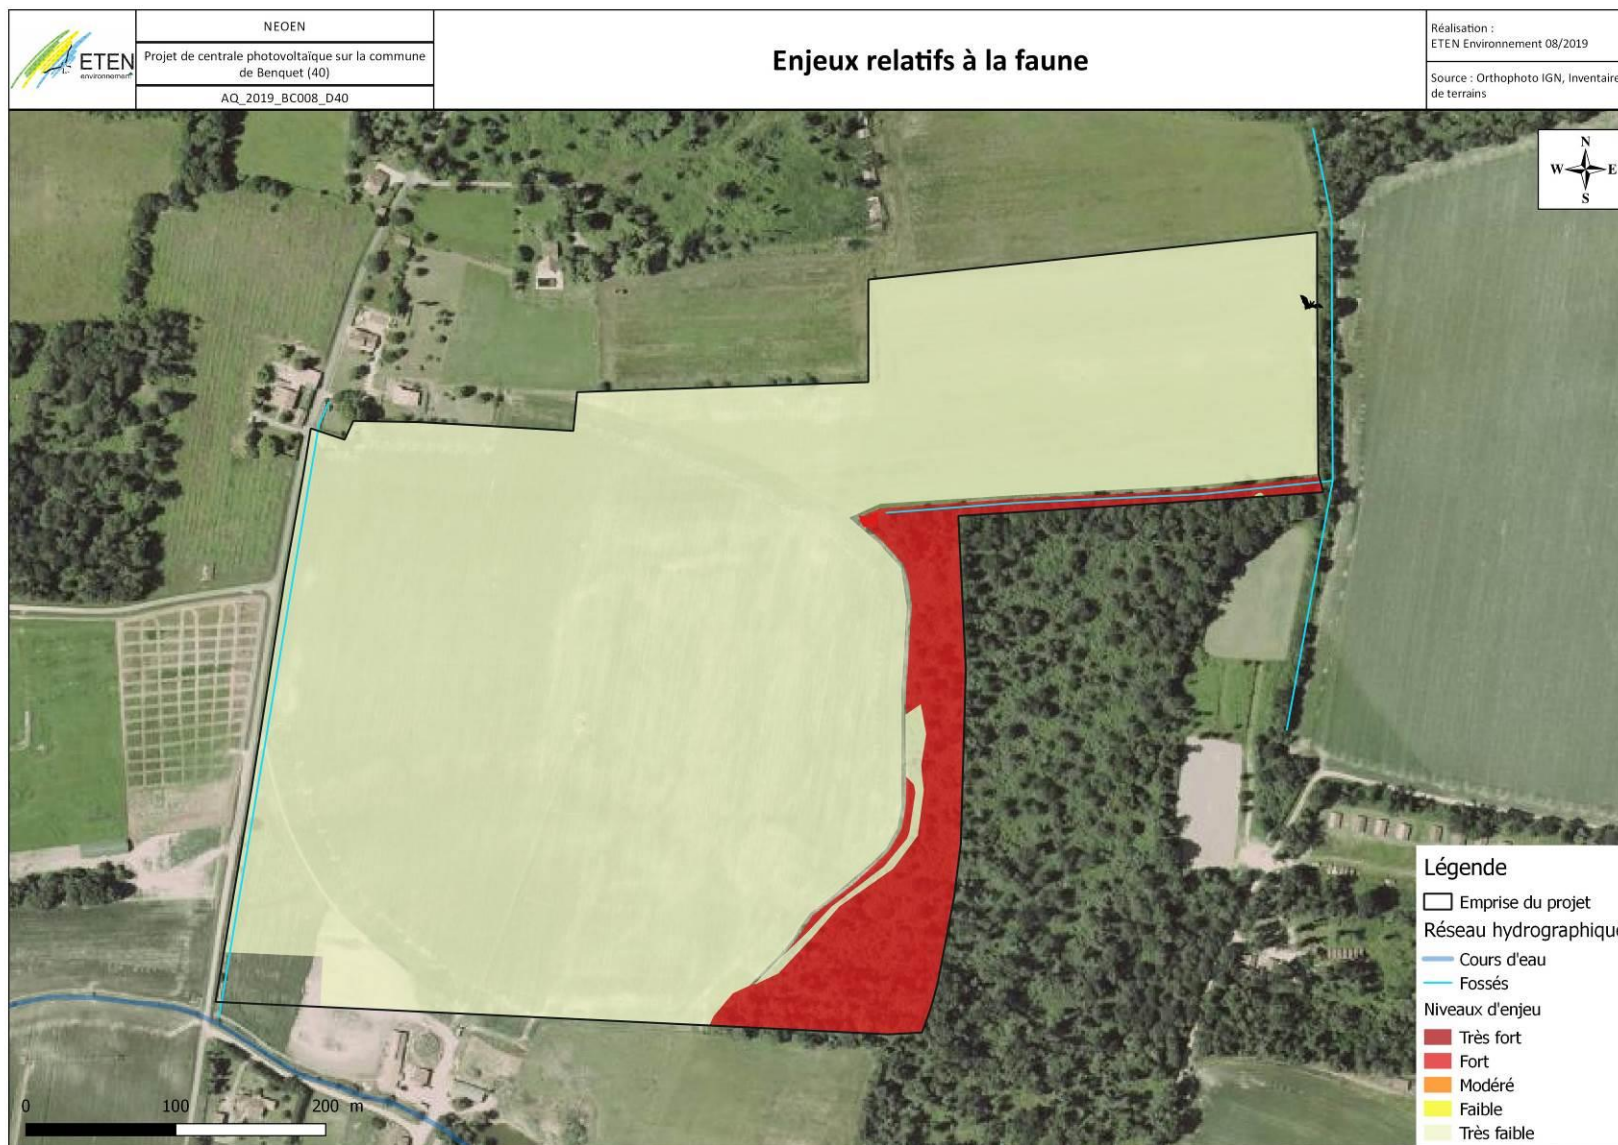 ETEN
environnement
NEOEN
Projet de centrale photovoltaïque sur la commune
de Benquet (40)
AQ_2019_BC008_D40
Enjeux relatifs à la faune
Réalisation :
ETEN Environnement 08/2019
Source : Orthophoto IGN, Inventaire
de terrains
N
W E
S
Légende
Emprise du projet
Réseau hydrographique
Cours d'eau
Fossés
Niveaux d'enjeu
Très fort
Fort
Modéré
Faible
Très faible
0 100 200 m